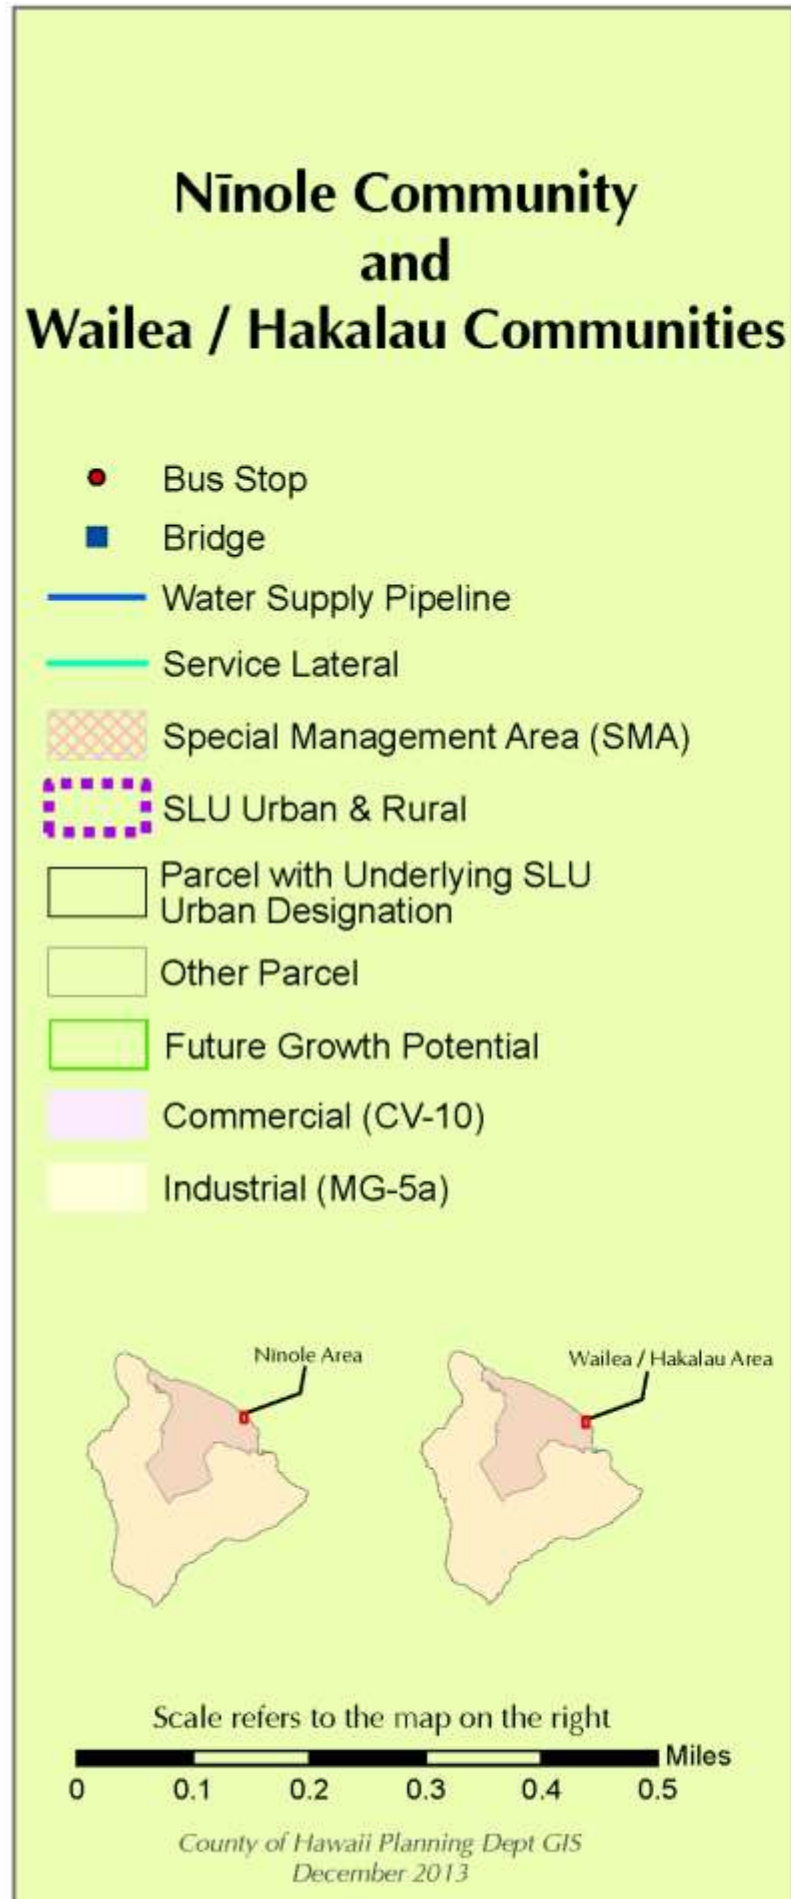 Nīnole Community
and
Wailea / Hakalau Communities
Bus Stop
Bridge
Water Supply Pipeline
Service Lateral
Special Management Area (SMA)
SLU Urban & Rural
Parcel with Underlying SLU
Urban Designation
Other Parcel
Future Growth Potential
Commercial (CV-10)
Industrial (MG-5a)
Nīnole Area
Wailea / Hakalau Area
Scale refers to the map on the right
Miles
0 0.1 0.2 0.3 0.4 0.5
County of Hawaii Planning Dept GIS
December 2013